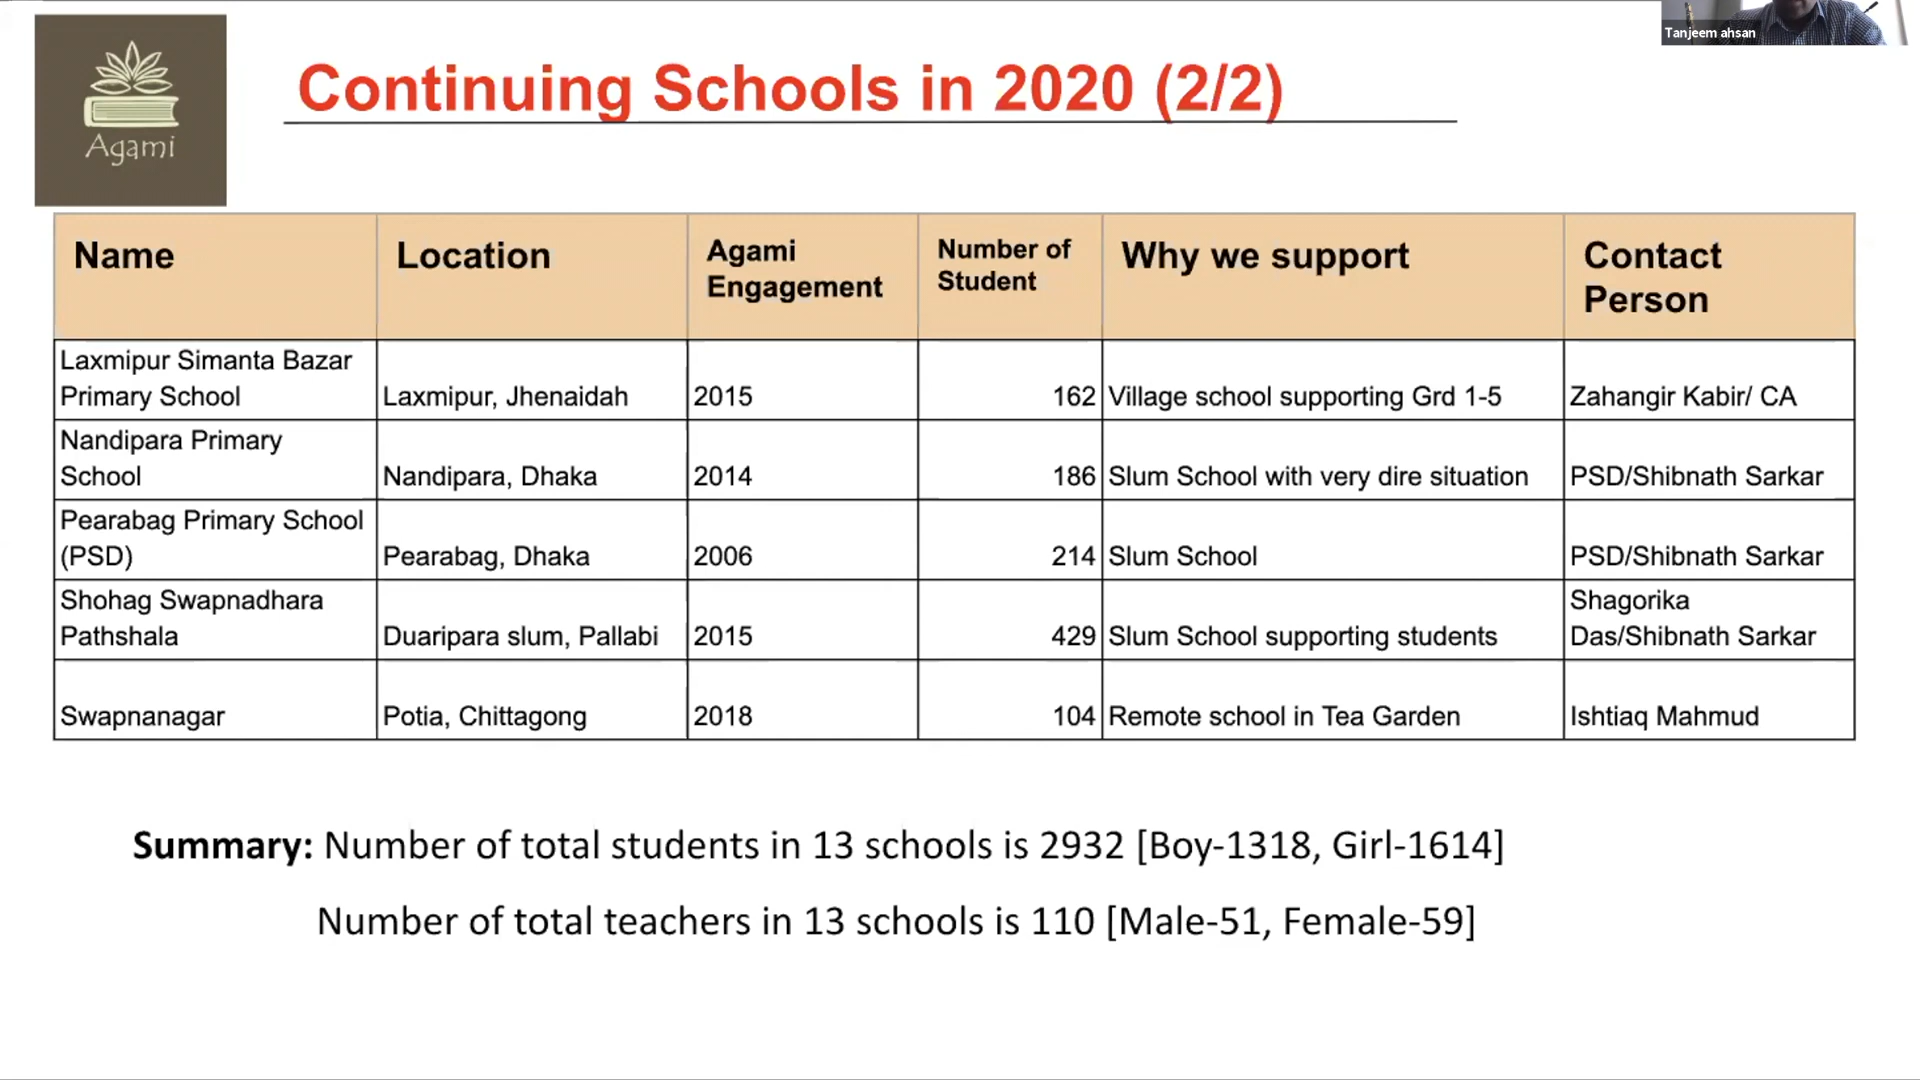 Tanjeem ahsan
Agami
Continuing Schools in 2020 (2/2)
Name
Location
Agami
Engagement
Number of
Student
Why we support
Contact
Person
Laxmipur Simanta Bazar
Primary School
Laxmipur, Jhenaidah
2015
162
Village school supporting Grd 1-5
Zahangir Kabir/ CA
Nandipara Primary
School
Nandipara, Dhaka
2014
186
Slum School with very dire situation
PSD/Shibnath Sarkar
Pearabag Primary School
(PSD)
Pearabag, Dhaka
2006
214
Slum School
PSD/Shibnath Sarkar
Shohag Swapnadhara
Pathshala
Duaripara slum, Pallabi
2015
429
Slum School supporting students
Shagorika
Das/Shibnath Sarkar
Swapnanagar
Potia, Chittagong
2018
104
Remote school in Tea Garden
Ishtiaq Mahmud
Summary: Number of total students in 13 schools is 2932 [Boy-1318, Girl-1614]
Number of total teachers in 13 schools is 110 [Male-51, Female-59]